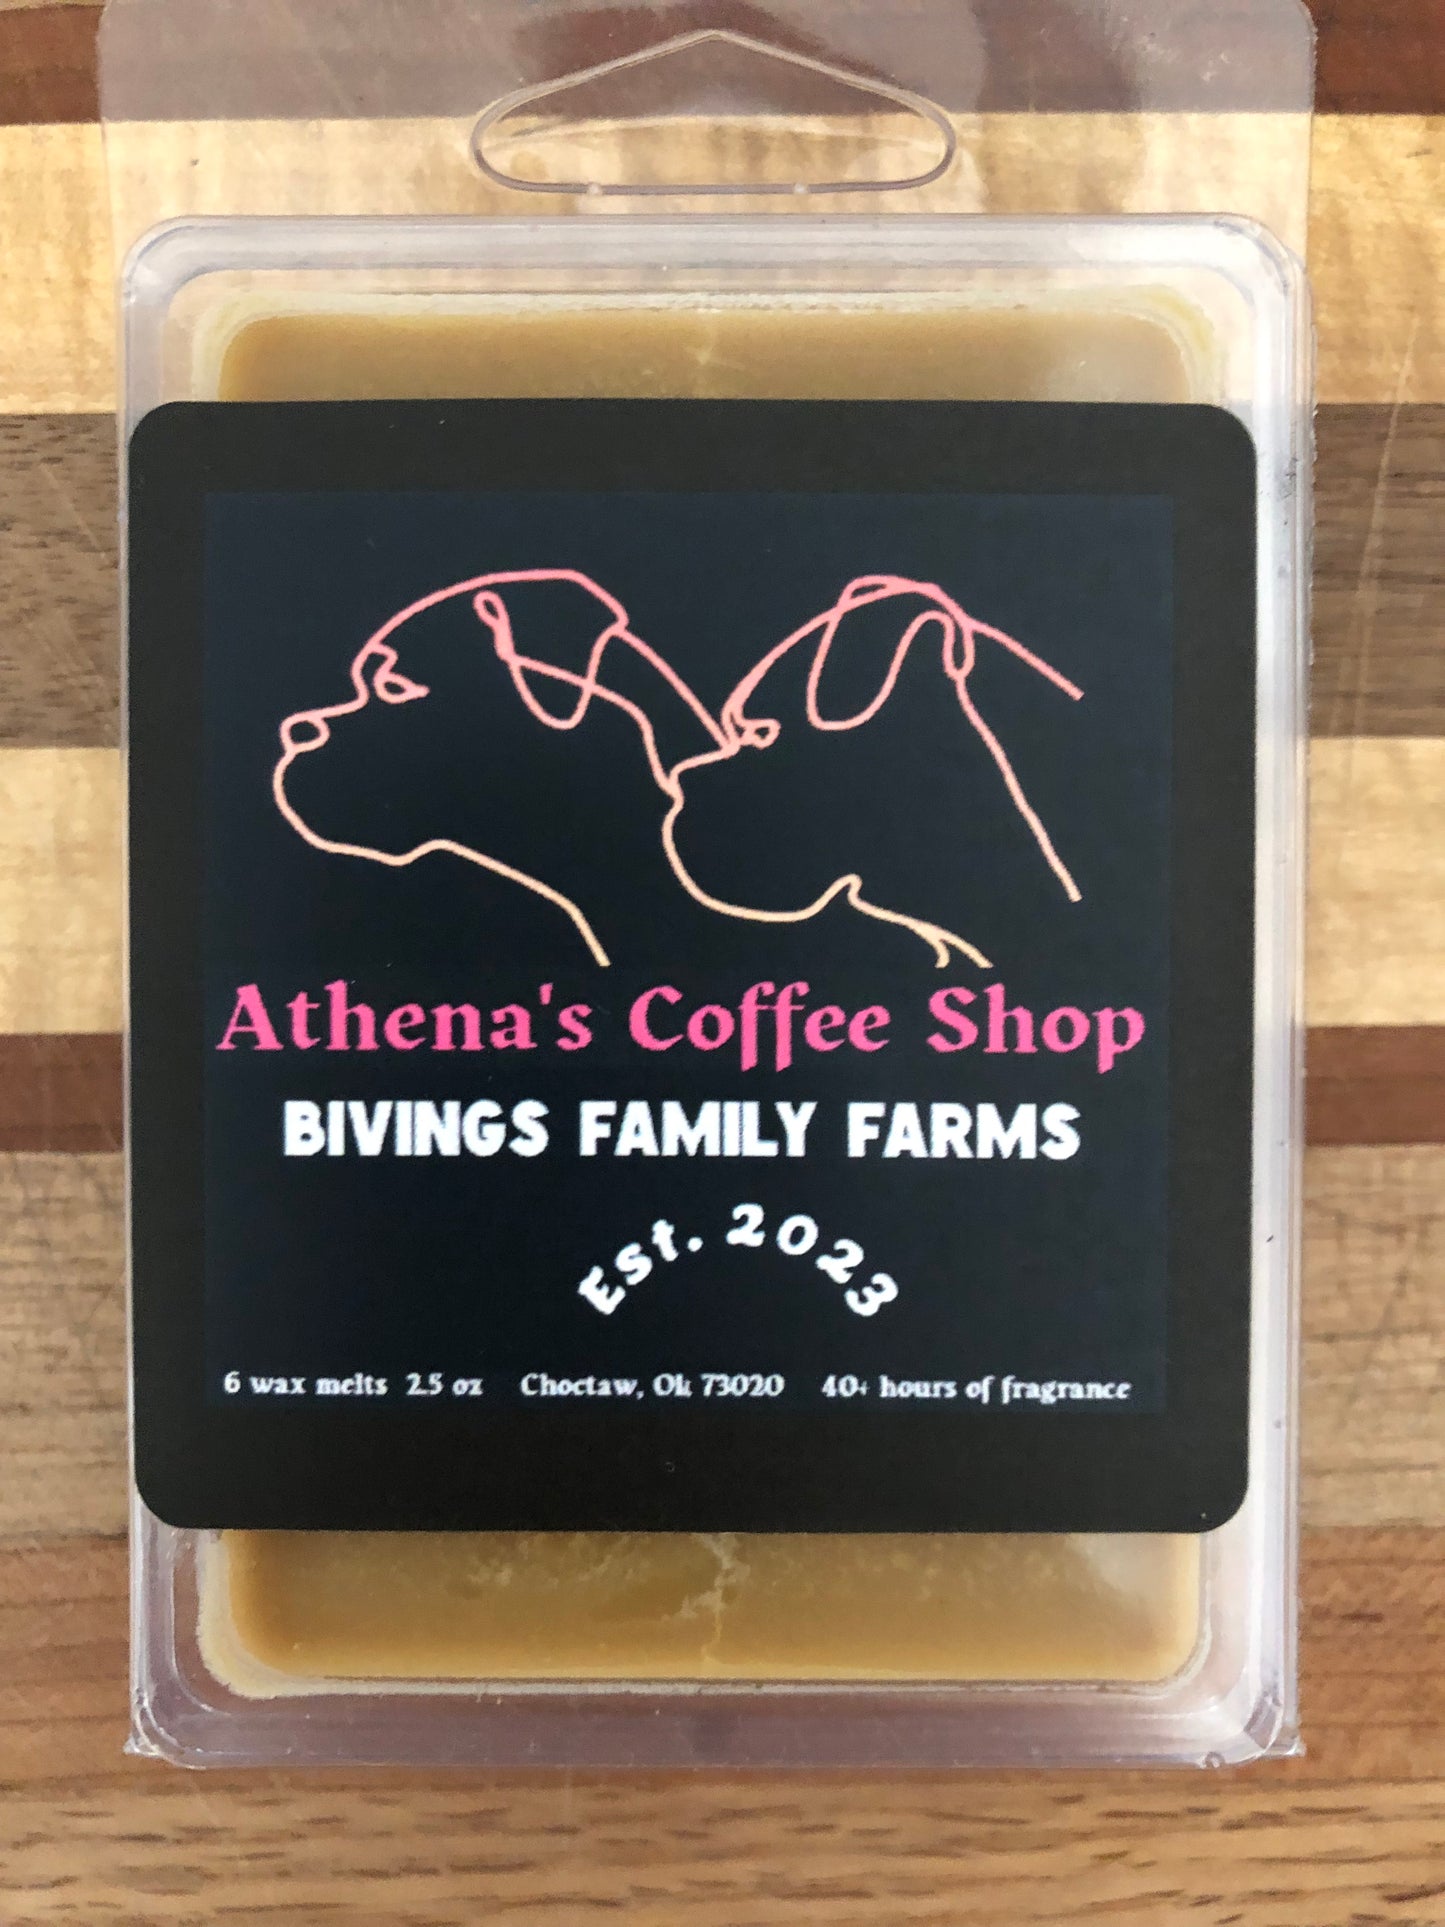 Athena's Coffee Shop
BIVINGS FAMILY FARMS
Est. 2023
6 wax melts 2.5 oz Choctaw, Ok 73020 40+ hours of fragrance